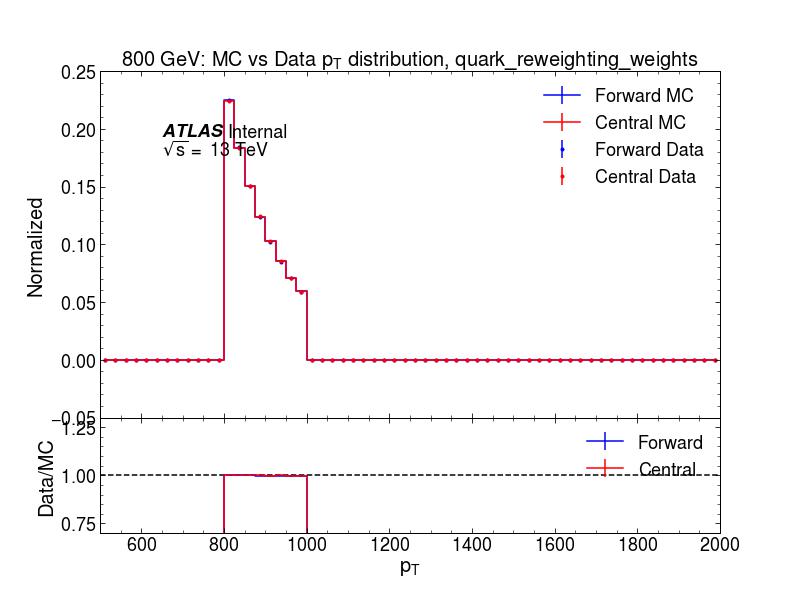 800 GeV: MC vs Data pT distribution, quark_reweighting_weights
0.25
0.20
0.15
0.10
0.05
0.00
−0.05
Normalized
ATLAS Internal
√s = 13 TeV
Forward MC
Central MC
Forward Data
Central Data
1.25
1.00
0.75
Data/MC
Forward
Central
600 800 1000 1200 1400 1600 1800 2000
pT